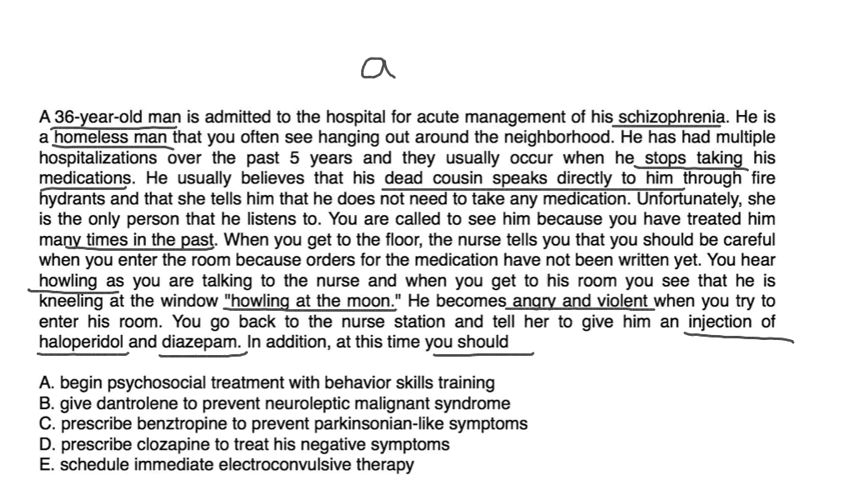 a
A 36-year-old man is admitted to the hospital for acute management of his schizophrenia. He is
a homeless man that you often see hanging out around the neighborhood. He has had multiple
hospitalizations over the past 5 years and they usually occur when he stops taking his
medications. He usually believes that his dead cousin speaks directly to him through fire
hydrants and that she tells him that he does not need to take any medication. Unfortunately, she
is the only person that he listens to. You are called to see him because you have treated him
many times in the past. When you get to the floor, the nurse tells you that you should be careful
when you enter the room because orders for the medication have not been written yet. You hear
howling as you are talking to the nurse and when you get to his room you see that he is
kneeling at the window "howling at the moon." He becomes angry and violent when you try to
enter his room. You go back to the nurse station and tell her to give him an injection of
haloperidol and diazepam. In addition, at this time you should
A. begin psychosocial treatment with behavior skills training
B. give dantrolene to prevent neuroleptic malignant syndrome
C. prescribe benztropine to prevent parkinsonian-like symptoms
D. prescribe clozapine to treat his negative symptoms
E. schedule immediate electroconvulsive therapy